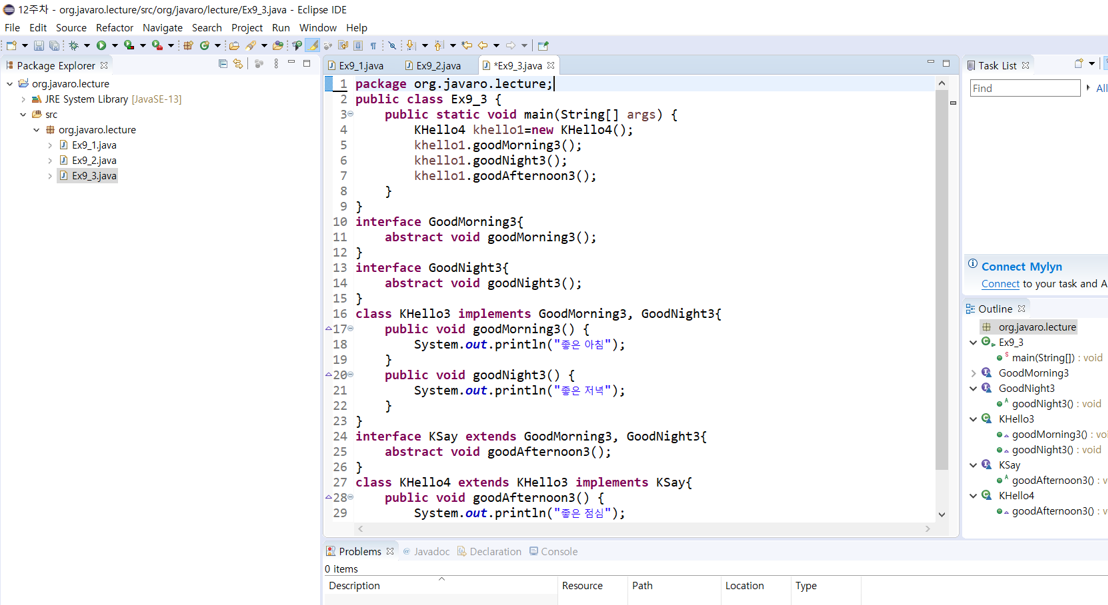 12주차 - org.javaro.lecture/src/org/javaro/lecture/Ex9_3.java - Eclipse IDE
File Edit Source Refactor Navigate Search Project Run Window Help
Package Explorer
org.javaro.lecture
JRE System Library [JavaSE-13]
src
org.javaro.lecture
Ex9_1.java
Ex9_2.java
Ex9_3.java
Ex9_1.java Ex9_2.java *Ex9_3.java
1 package org.javaro.lecture;
2 public class Ex9_3 {
3 public static void main(String[] args) {
4 KHello4 khello1=new KHello4();
5 khello1.goodMorning3();
6 khello1.goodNight3();
7 khello1.goodAfternoon3();
8 }
9 }
10 interface GoodMorning3{
11 abstract void goodMorning3();
12 }
13 interface GoodNight3{
14 abstract void goodNight3();
15 }
16 class KHello3 implements GoodMorning3, GoodNight3{
17 public void goodMorning3() {
18 System.out.println("좋은 아침");
19 }
20 public void goodNight3() {
21 System.out.println("좋은 저녁");
22 }
23 }
24 interface KSay extends GoodMorning3, GoodNight3{
25 abstract void goodAfternoon3();
26 }
27 class KHello4 extends KHello3 implements KSay{
28 public void goodAfternoon3() {
29 System.out.println("좋은 점심");
Task List
Find
All
Connect Mylyn
Connect to your task and A
Outline
org.javaro.lecture
Ex9_3
main(String[]) : void
GoodMorning3
GoodNight3
goodNight3() : void
KHello3
goodMorning3() : voi
goodNight3() : void
KSay
goodAfternoon3() : vo
KHello4
goodAfternoon3() : vo
Problems Javadoc Declaration Console
0 items
Description Resource Path Location Type